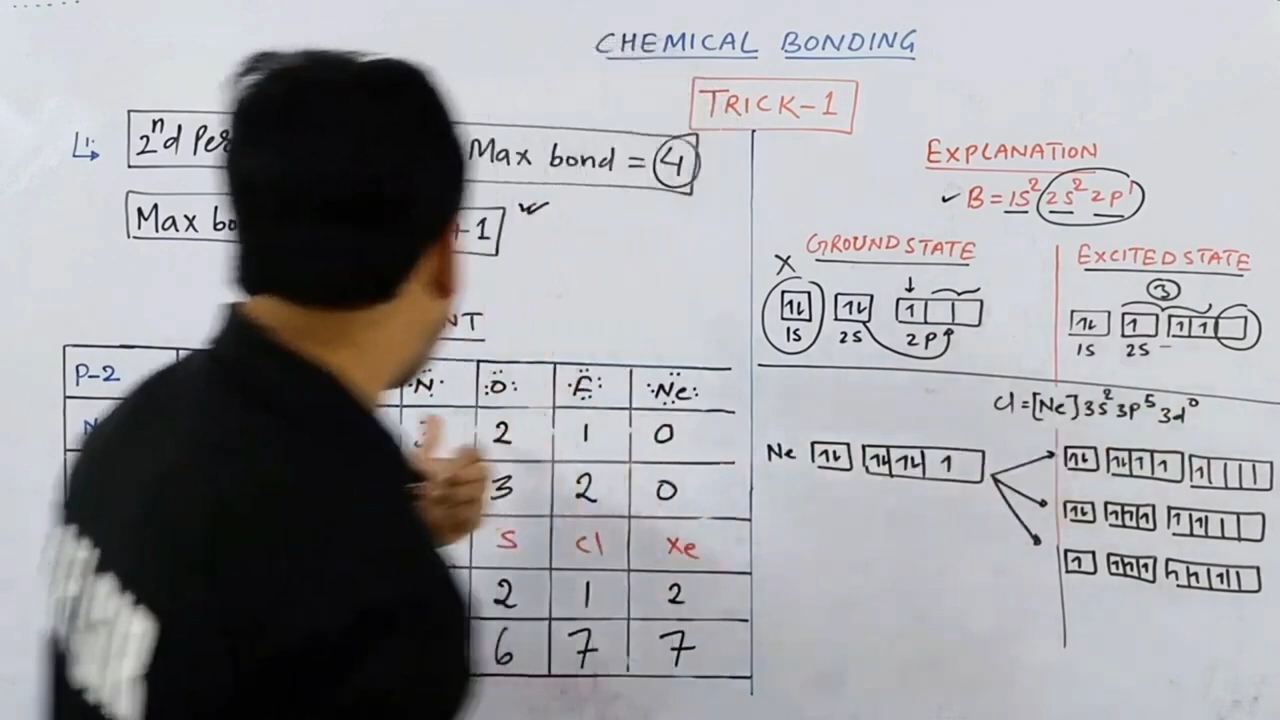 CHEMICAL BONDING
TRICK-1
2nd Per Max bond = 4
Max bo +1
NT
P-2 N O F Ne
2 1 0
3 2 0
S Cl Xe
2 1 2
6 7 7
EXPLANATION
B = 1S² 2S² 2P¹
GROUND STATE
X
1S 2S 2P
EXCITED STATE
3
1S 2S
Cl = [Ne] 3S² 3P⁵ 3d⁰
Ne